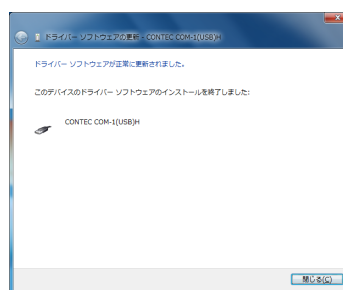 ドライバー ソフトウェアの更新 - CONTEC COM-1(USB)H
ドライバー ソフトウェアが正常に更新されました。
このデバイスのドライバー ソフトウェアのインストールを終了しました:
CONTEC COM-1(USB)H
閉じる(C)